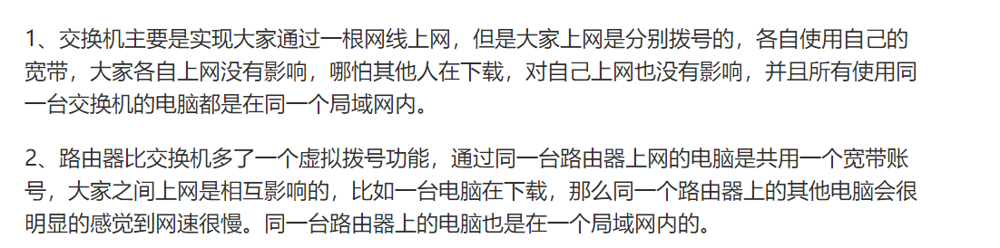 1、交换机主要是实现大家通过一根网线上网，但是大家上网是分别拨号的，各自使用自己的
宽带，大家各自上网没有影响，哪怕其他人在下载，对自己上网也没有影响，并且所有使用同
一台交换机的电脑都是在同一个局域网内。
2、路由器比交换机多了一个虚拟拨号功能，通过同一台路由器上网的电脑是共用一个宽带账
号，大家之间上网是相互影响的，比如一台电脑在下载，那么同一个路由器上的其他电脑会很
明显的感觉到网速很慢。同一台路由器上的电脑也是在一个局域网内的。